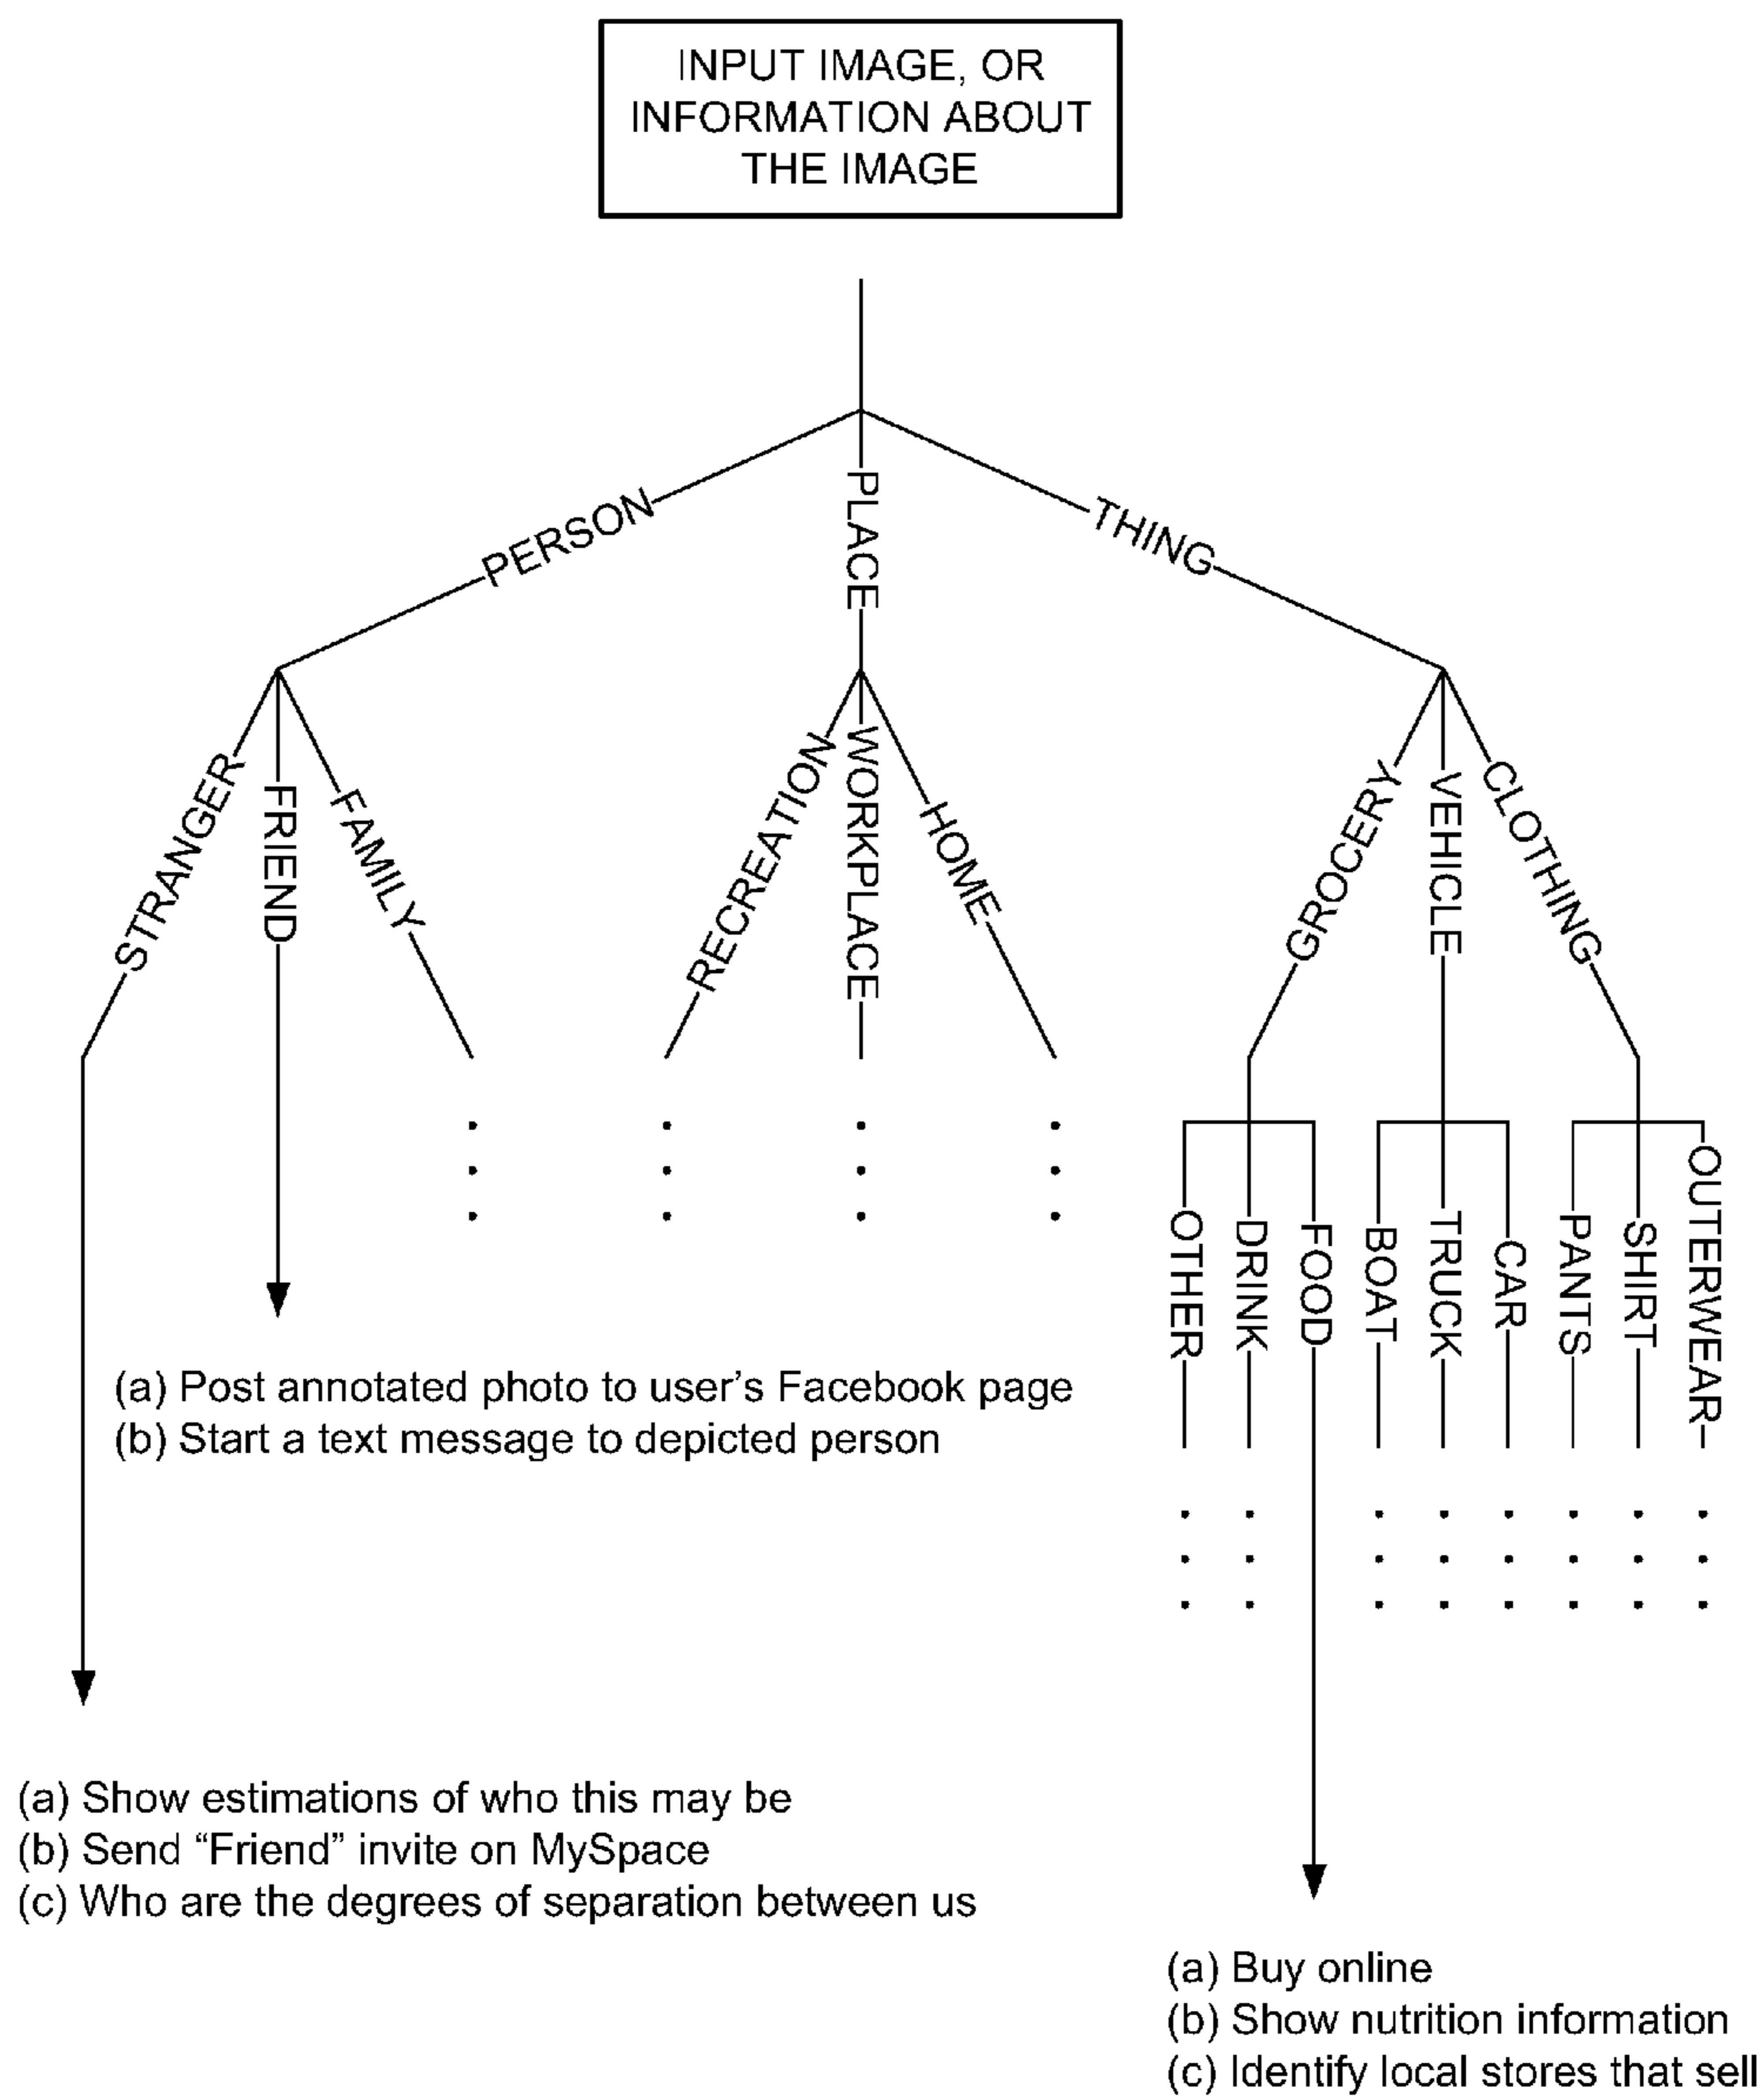 INPUT IMAGE, OR
INFORMATION ABOUT
THE IMAGE
PERSON
PLACE
THING
STRANGER
FRIEND
FAMILY
RECREATION
WORKPLACE
HOME
GROCERY
VEHICLE
CLOTHING
OTHER
DRINK
FOOD
BOAT
TRUCK
CAR
PANTS
SHIRT
OUTERWEAR
(a) Post annotated photo to user’s Facebook page
(b) Start a text message to depicted person
(a) Show estimations of who this may be
(b) Send “Friend” invite on MySpace
(c) Who are the degrees of separation between us
(a) Buy online
(b) Show nutrition information
(c) Identify local stores that sell